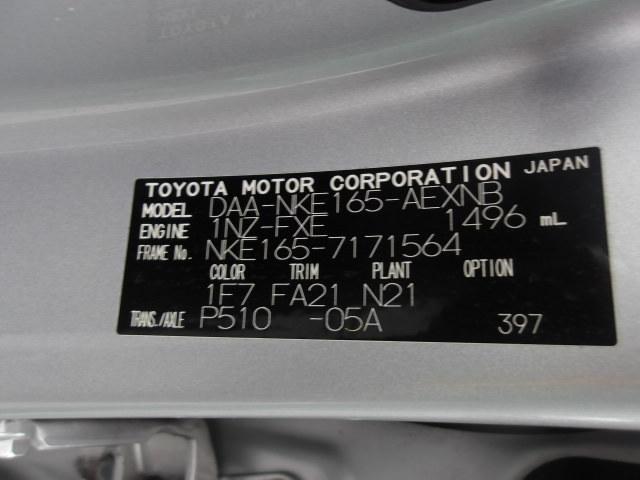 TOYOTA MOTOR CORPORATION JAPAN
MODEL DAA-NKE165-AEXNB
ENGINE 1NZ-FXE 1496 mL
FRAME No. NKE165-7171564
COLOR TRIM PLANT OPTION
1F7 FA21 N21
TRANS./AXLE P510 -05A 397